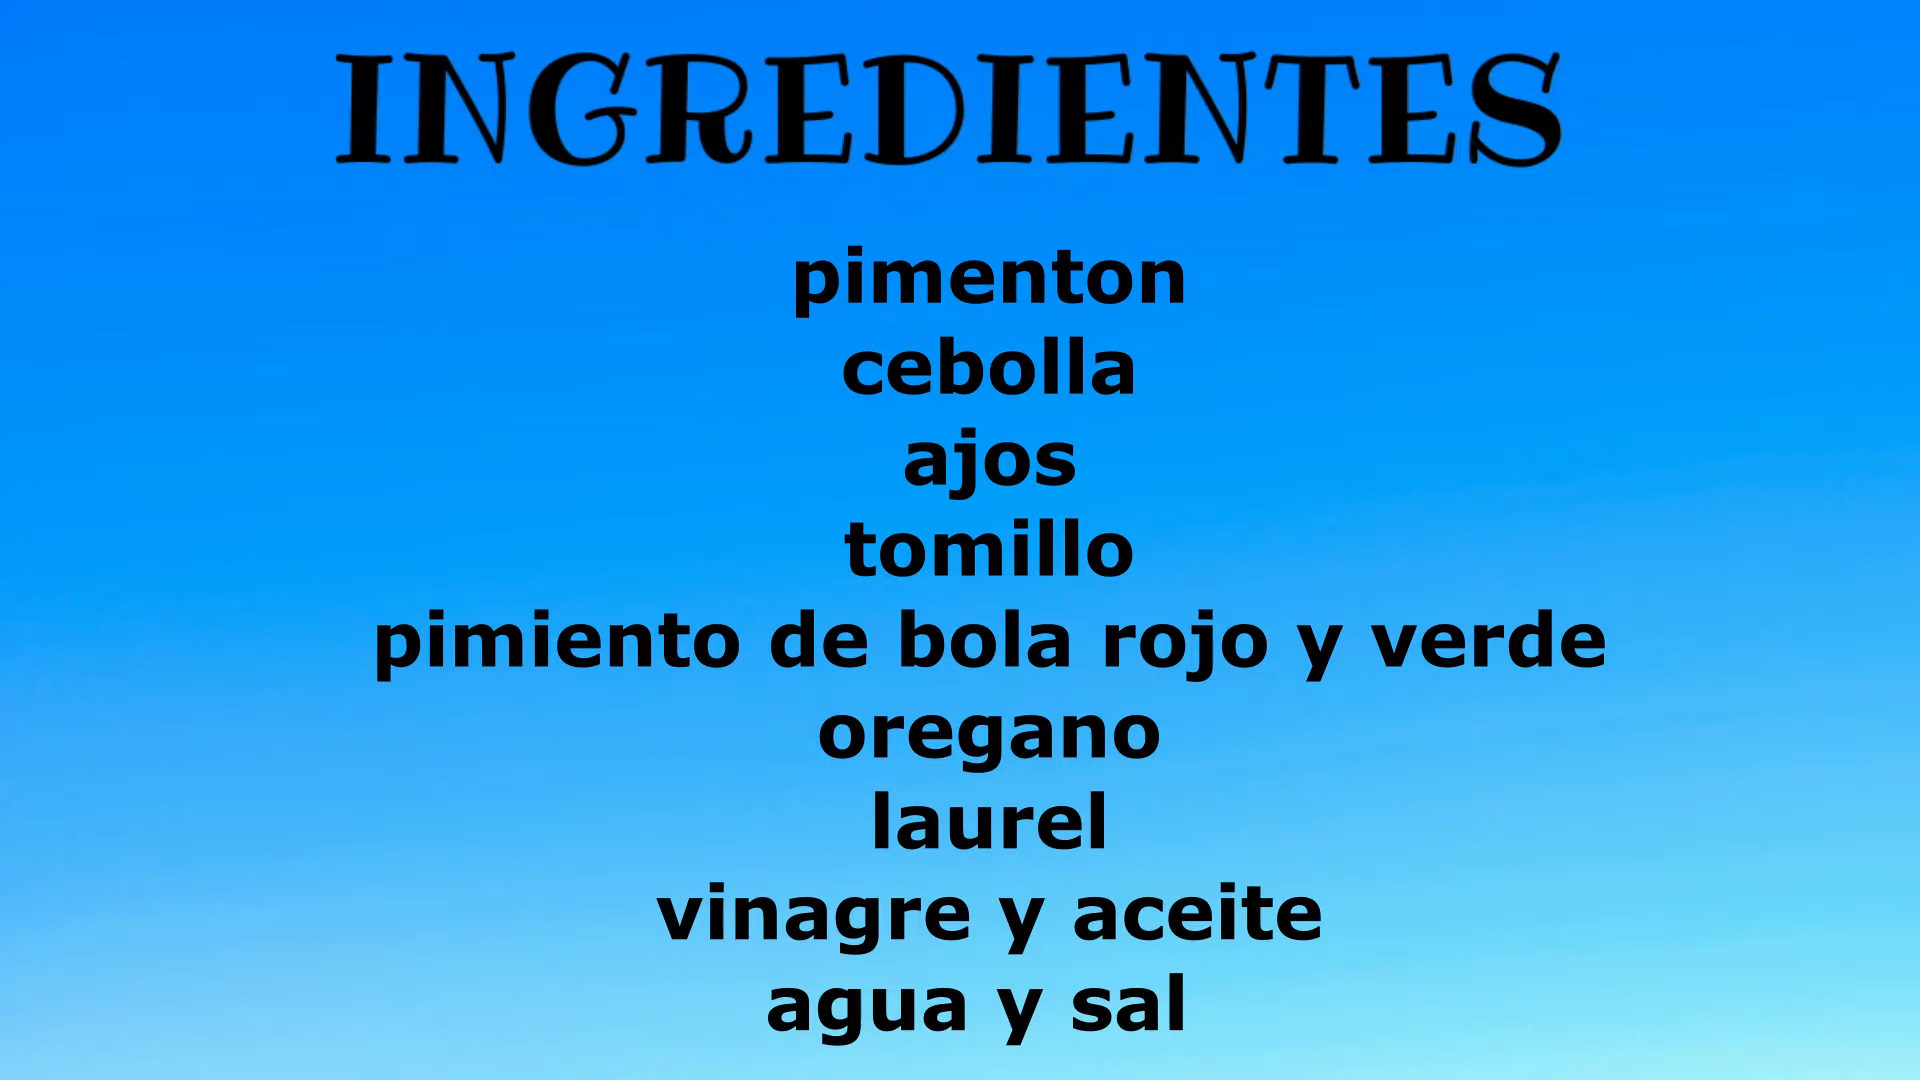 INGREDIENTES
pimenton
cebolla
ajos
tomillo
pimiento de bola rojo y verde
oregano
laurel
vinagre y aceite
agua y sal